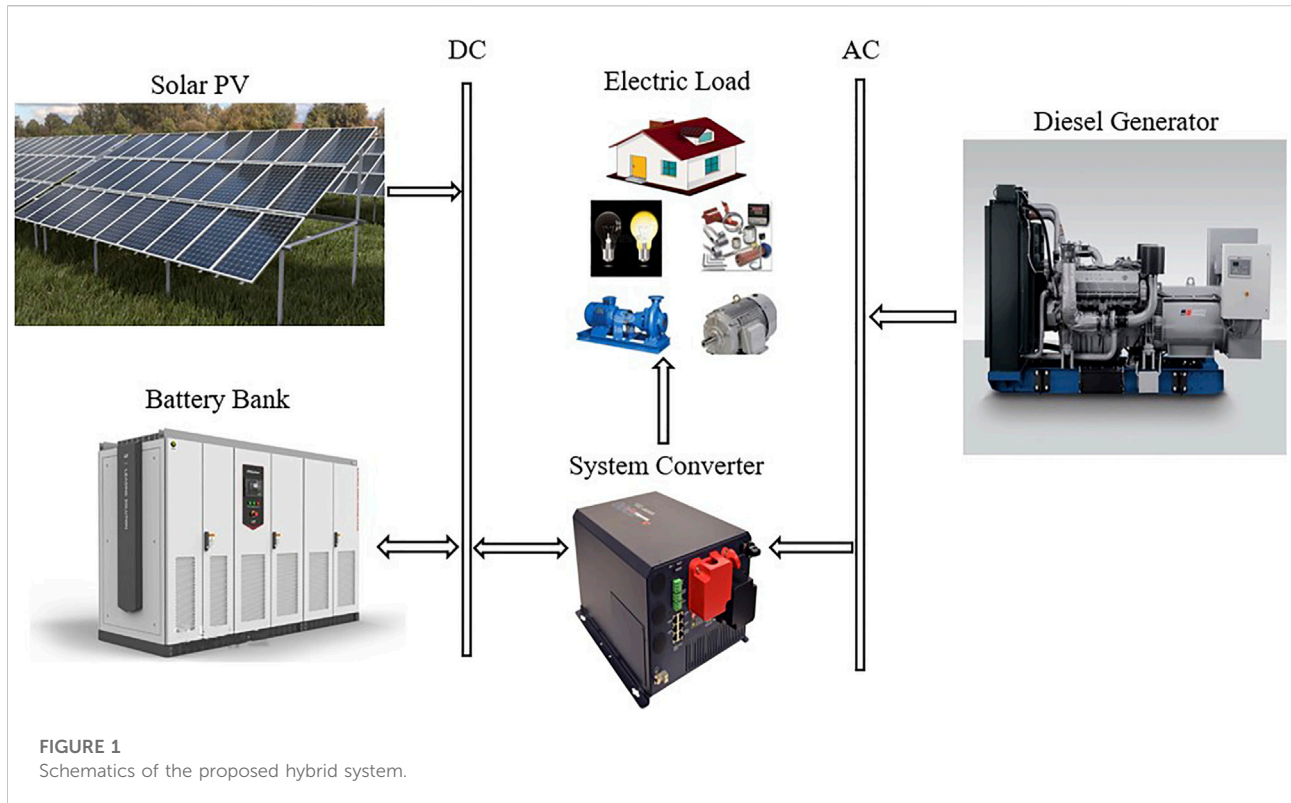 DC
AC
Solar PV
Electric Load
Diesel Generator
Battery Bank
System Converter
FIGURE 1
Schematics of the proposed hybrid system.